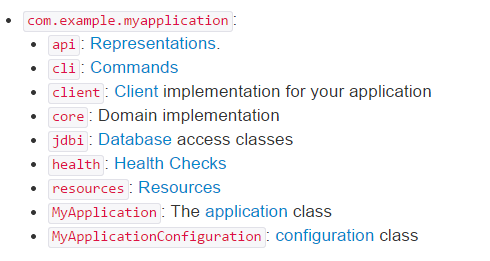 com.example.myapplication:
api: Representations.
cli: Commands
client: Client implementation for your application
core: Domain implementation
jdbi: Database access classes
health: Health Checks
resources: Resources
MyApplication: The application class
MyApplicationConfiguration: configuration class